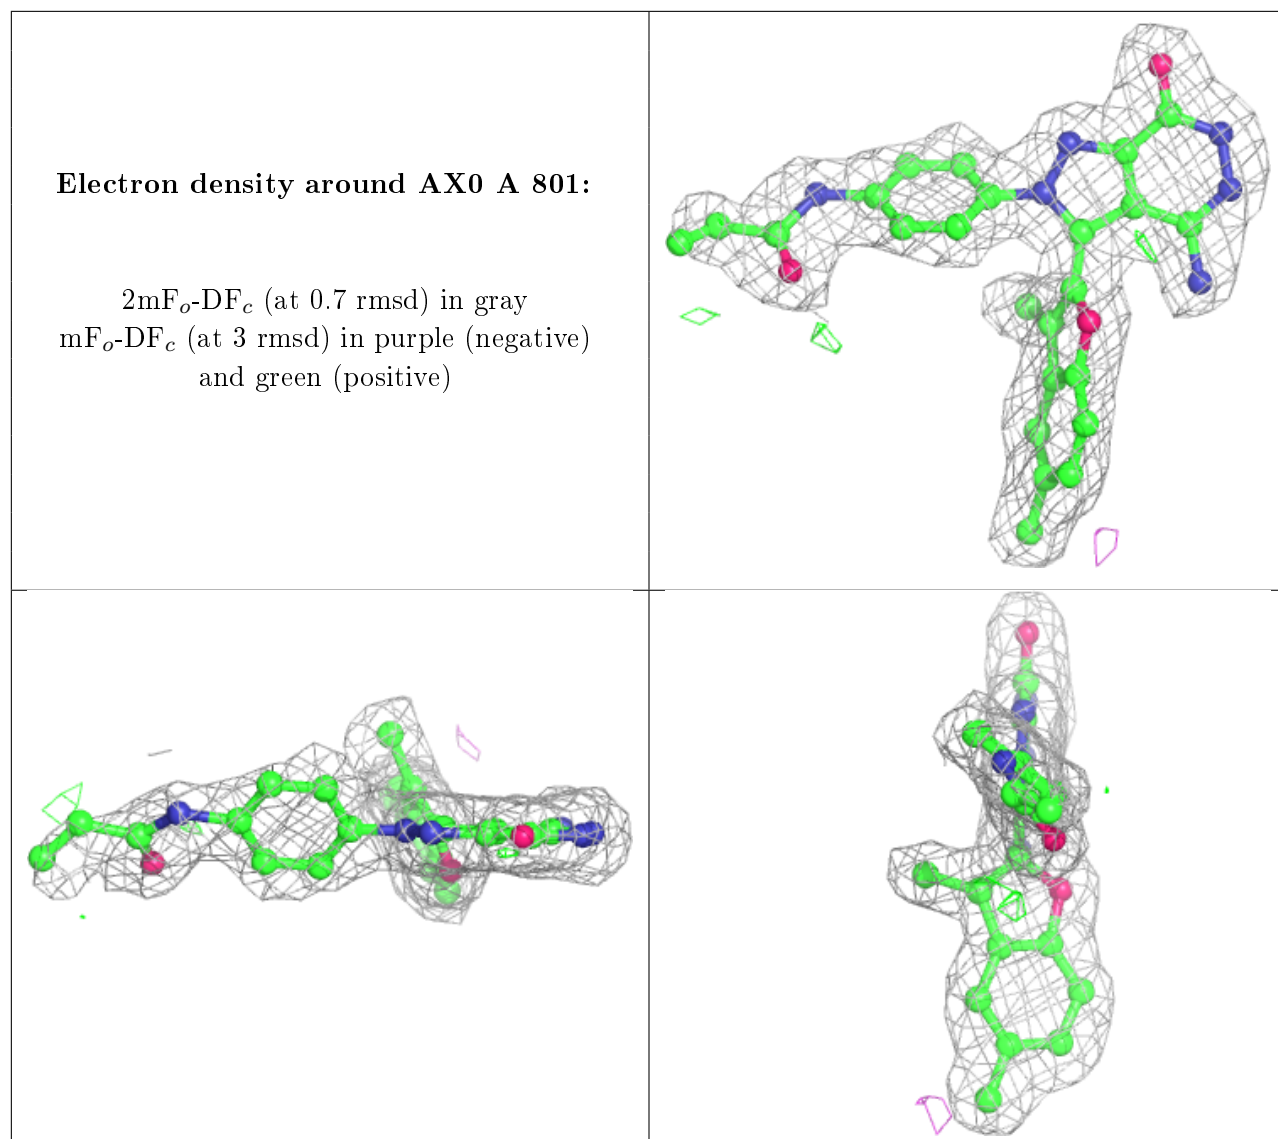 Electron density around AX0 A 801:
2mFo-DFc (at 0.7 rmsd) in gray
mFo-DFc (at 3 rmsd) in purple (negative)
and green (positive)